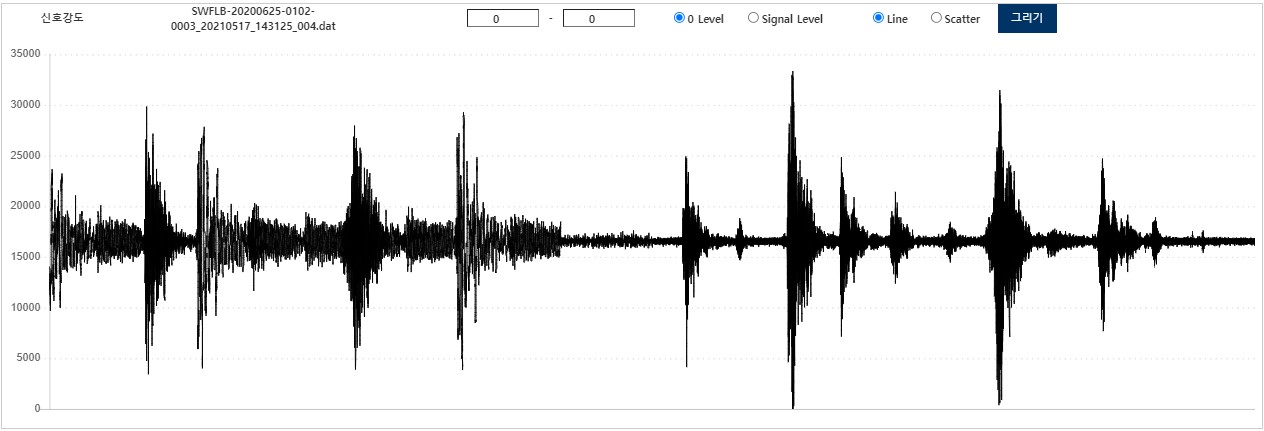 신호강도
SWFLB-20200625-0102-
0003_20210517_143125_004.dat
0 - 0
0 Level Signal Level
Line Scatter
그리기
35000
30000
25000
20000
15000
10000
5000
0